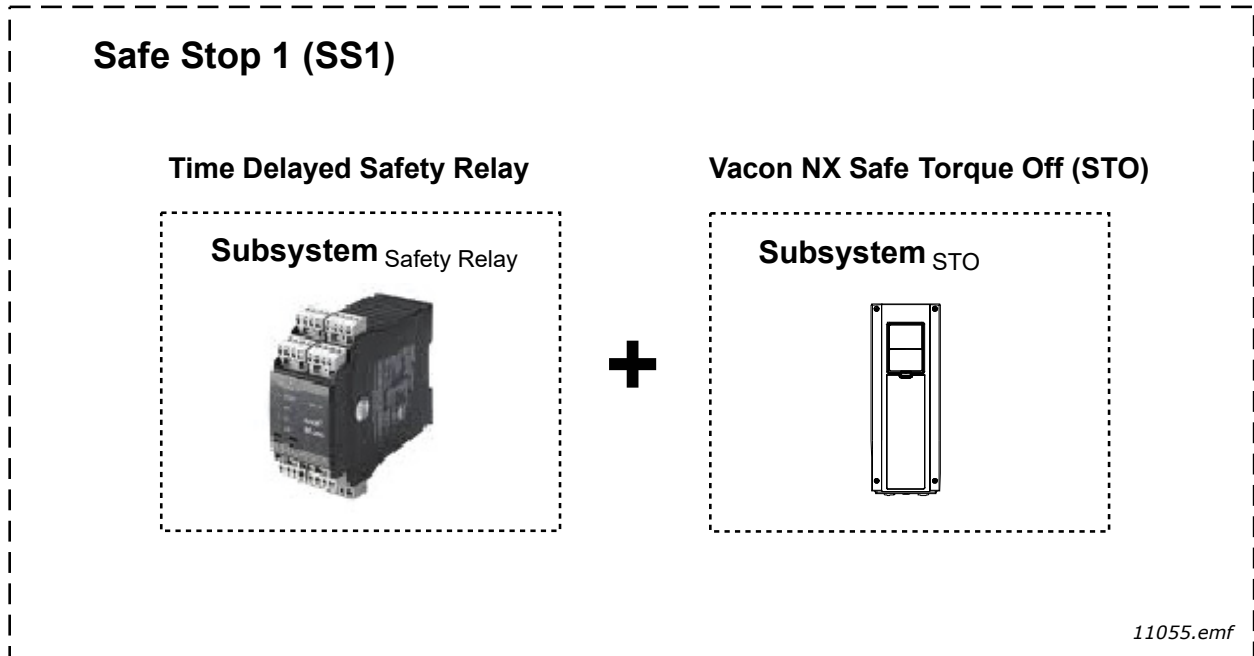 Safe Stop 1 (SS1)
Time Delayed Safety Relay
Vacon NX Safe Torque Off (STO)
Subsystem Safety Relay
Subsystem STO
+
11055.emf